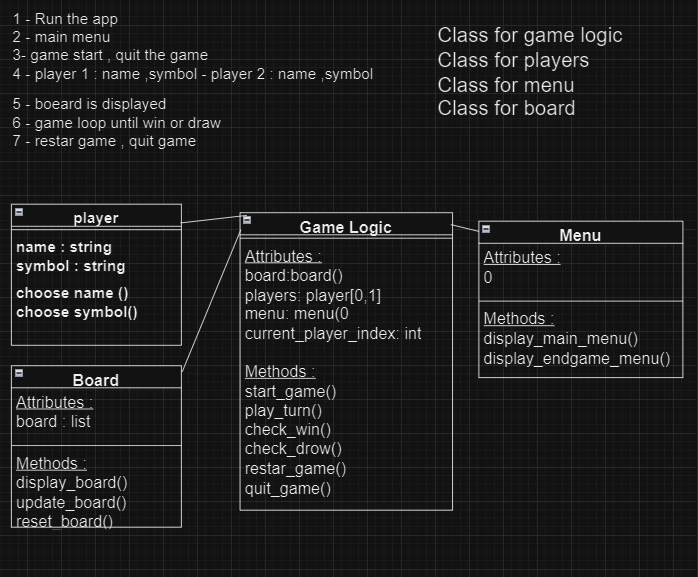 1 - Run the app
2 - main menu
3- game start , quit the game
4 - player 1 : name ,symbol - player 2 : name ,symbol
5 - boeard is displayed
6 - game loop until win or draw
7 - restar game , quit game
Class for game logic
Class for players
Class for menu
Class for board
player
name : string
symbol : string
choose name ()
choose symbol()
Game Logic
Attributes :
board:board()
players: player[0,1]
menu: menu(0
current_player_index: int
Methods :
start_game()
play_turn()
check_win()
check_drow()
restar_game()
quit_game()
Menu
Attributes :
0
Methods :
display_main_menu()
display_endgame_menu()
Board
Attributes :
board : list
Methods :
display_board()
update_board()
reset_board()